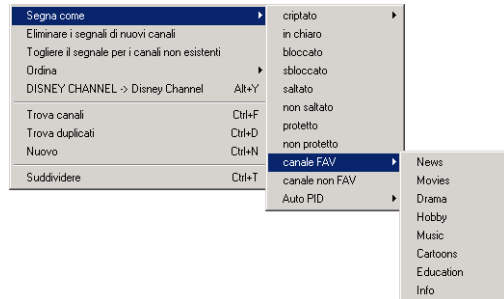 Segna come
Eliminare i segnali di nuovi canali
Togliere il segnale per i canali non esistenti
Ordina
DISNEY CHANNEL -> Disney Channel Alt+Y
Trova canali Ctrl+F
Trova duplicati Ctrl+D
Nuovo Ctrl+N
Suddividere Ctrl+T
criptato
in chiaro
bloccato
sbloccato
saltato
non saltato
protetto
non protetto
canale FAV
canale non FAV
Auto PID
News
Movies
Drama
Hobby
Music
Cartoons
Education
Info